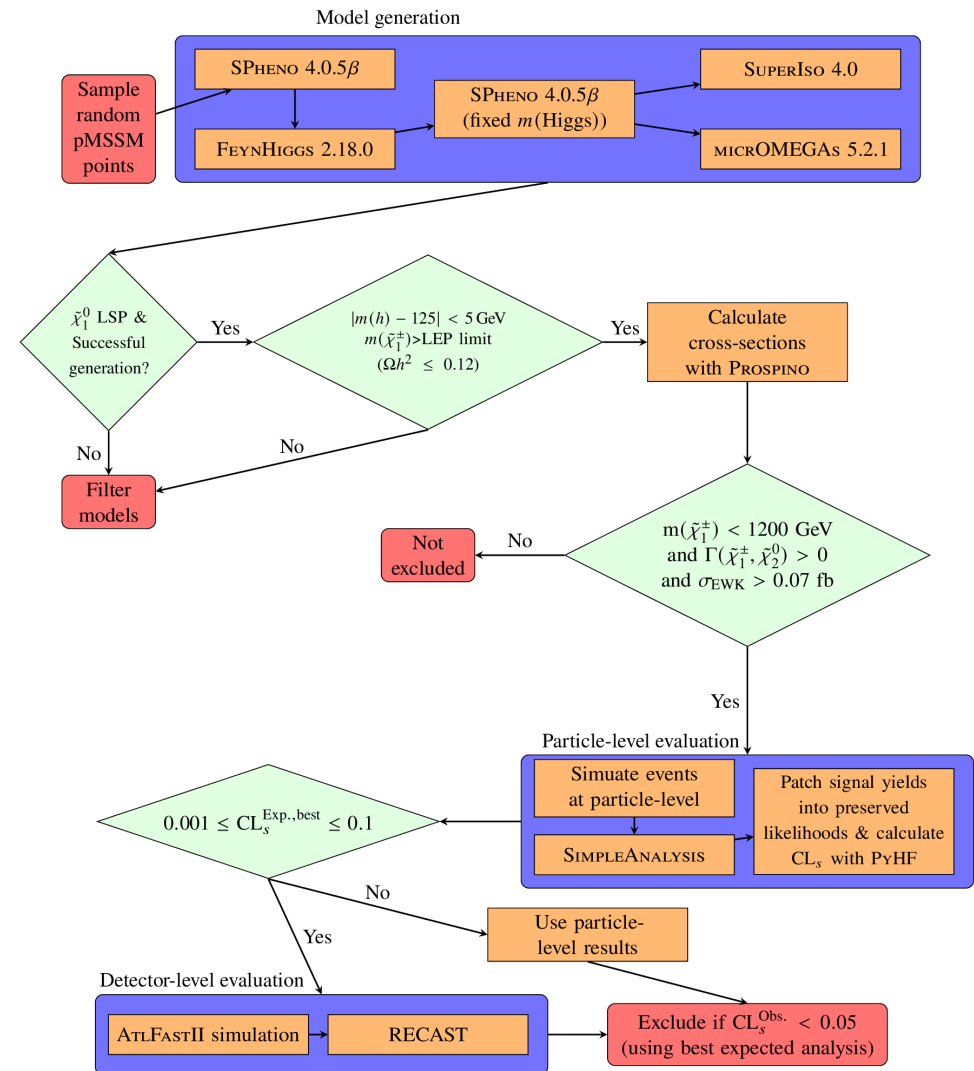 Model generation
Sample
random
pMSSM
points
SPHENO 4.0.5β
FEYNHIGGS 2.18.0
SPHENO 4.0.5β
(fixed m(Higgs))
SUPERISO 4.0
MICROMEGAS 5.2.1
χ̃₁⁰ LSP &
Successful
generation?
Yes
|m(h) − 125| < 5 GeV
m(χ̃₁±)>LEP limit
(Ωh² ≤ 0.12)
Yes
Calculate
cross-sections
with PROSPINO
No
No
Filter
models
m(χ̃₁±) < 1200 GeV
and Γ(χ̃₁±, χ̃₂⁰) > 0
and σ_EWK > 0.07 fb
No
Not
excluded
Yes
Particle-level evaluation
Simuate events
at particle-level
SIMPLEANALYSIS
Patch signal yields
into preserved
likelihoods & calculate
CLₛ with PYHF
0.001 ≤ CLₛ^Exp.,best ≤ 0.1
No
Yes
Use particle-
level results
Detector-level evaluation
ATLFASTII simulation
RECAST
Exclude if CLₛ^Obs. < 0.05
(using best expected analysis)